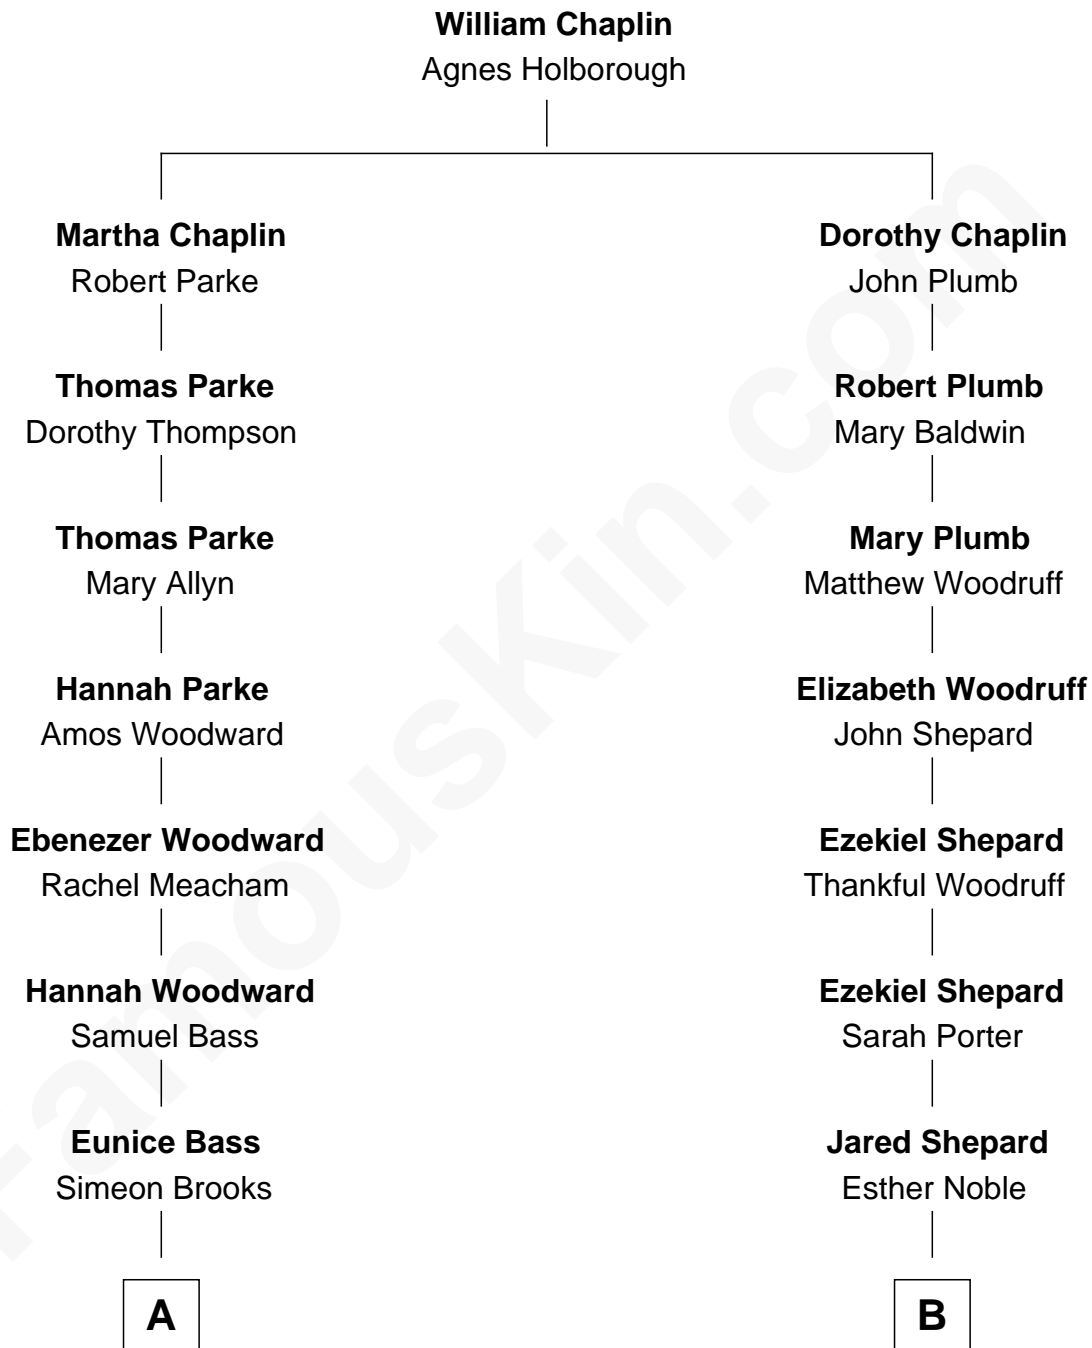 William Chaplin
Agnes Holborough
Martha Chaplin
Robert Parke
Dorothy Chaplin
John Plumb
Thomas Parke
Dorothy Thompson
Robert Plumb
Mary Baldwin
Thomas Parke
Mary Allyn
Mary Plumb
Matthew Woodruff
Hannah Parke
Amos Woodward
Elizabeth Woodruff
John Shepard
Ebenezer Woodward
Rachel Meacham
Ezekiel Shepard
Thankful Woodruff
Hannah Woodward
Samuel Bass
Ezekiel Shepard
Sarah Porter
Eunice Bass
Simeon Brooks
Jared Shepard
Esther Noble
A
B
FamousKin.com